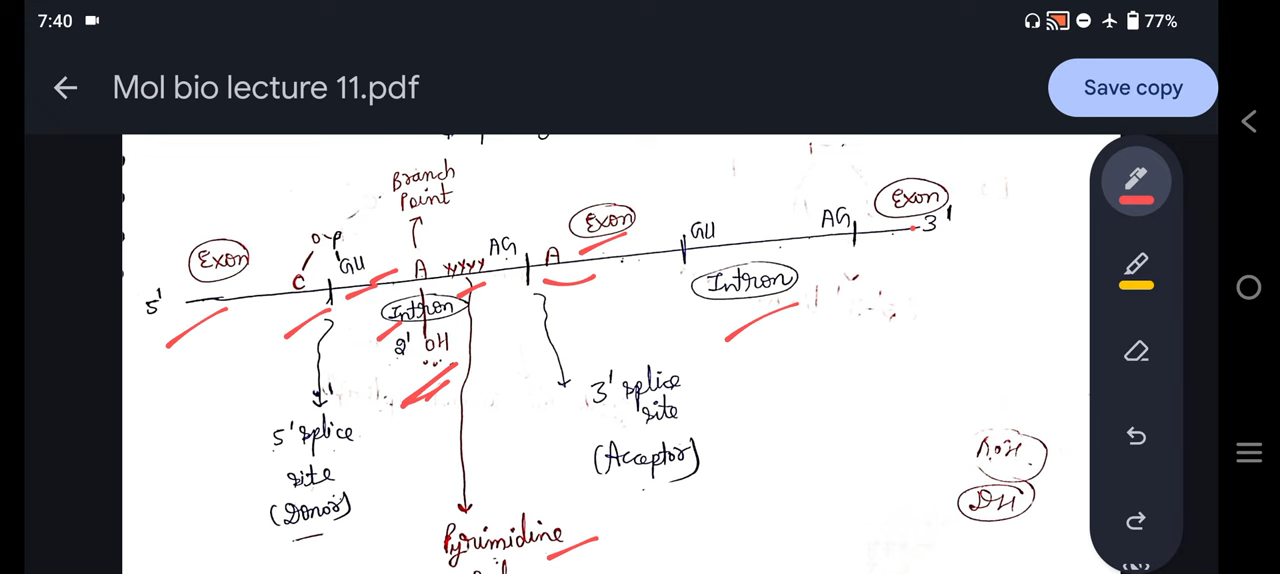 7:40
77%
Mol bio lecture 11.pdf
Save copy
Branch
Point
Exon
Exon
Exon
5'
C
O-P
GU
A
YYYY
AG
A
GU
AG
3'
Intron
Intron
2' OH
5' splice
site
(Donor)
3' splice
site
(Acceptor)
Pyrimidine